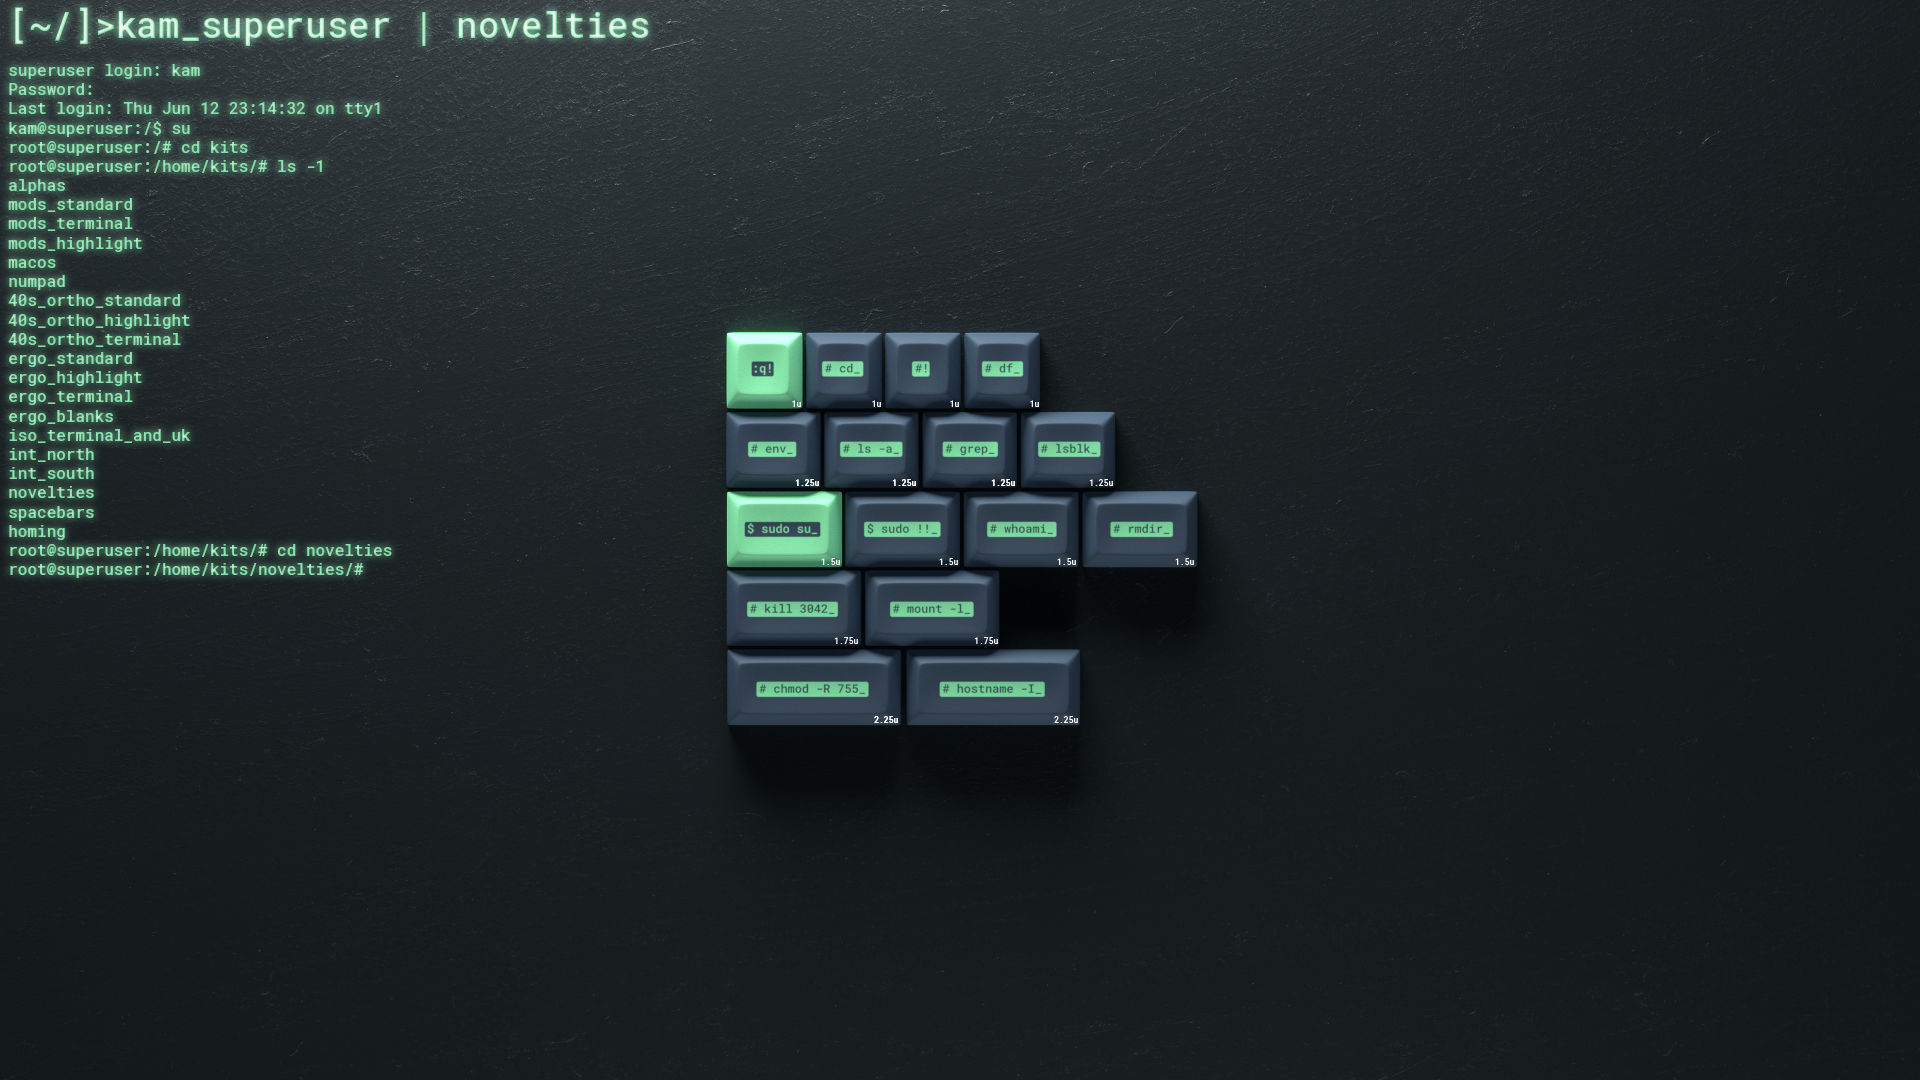 [~/]>kam_superuser | novelties
superuser login: kam
Password:
Last login: Thu Jun 12 23:14:32 on tty1
kam@superuser:/$ su
root@superuser:/# cd kits
root@superuser:/home/kits/# ls -1
alphas
mods_standard
mods_terminal
mods_highlight
macos
numpad
40s_ortho_standard
40s_ortho_highlight
40s_ortho_terminal
ergo_standard
ergo_highlight
ergo_terminal
ergo_blanks
iso_terminal_and_uk
int_north
int_south
novelties
spacebars
homing
root@superuser:/home/kits/# cd novelties
root@superuser:/home/kits/novelties/#
:q! # cd_ #! # df_
1u 1u 1u 1u
# env_ # ls -a_ # grep_ # lsblk_
1.25u 1.25u 1.25u 1.25u
$ sudo su_ $ sudo !!_ # whoami_ # rmdir_
1.5u 1.5u 1.5u 1.5u
# kill 3042_ # mount -l_
1.75u 1.75u
# chmod -R 755_ # hostname -I_
2.25u 2.25u